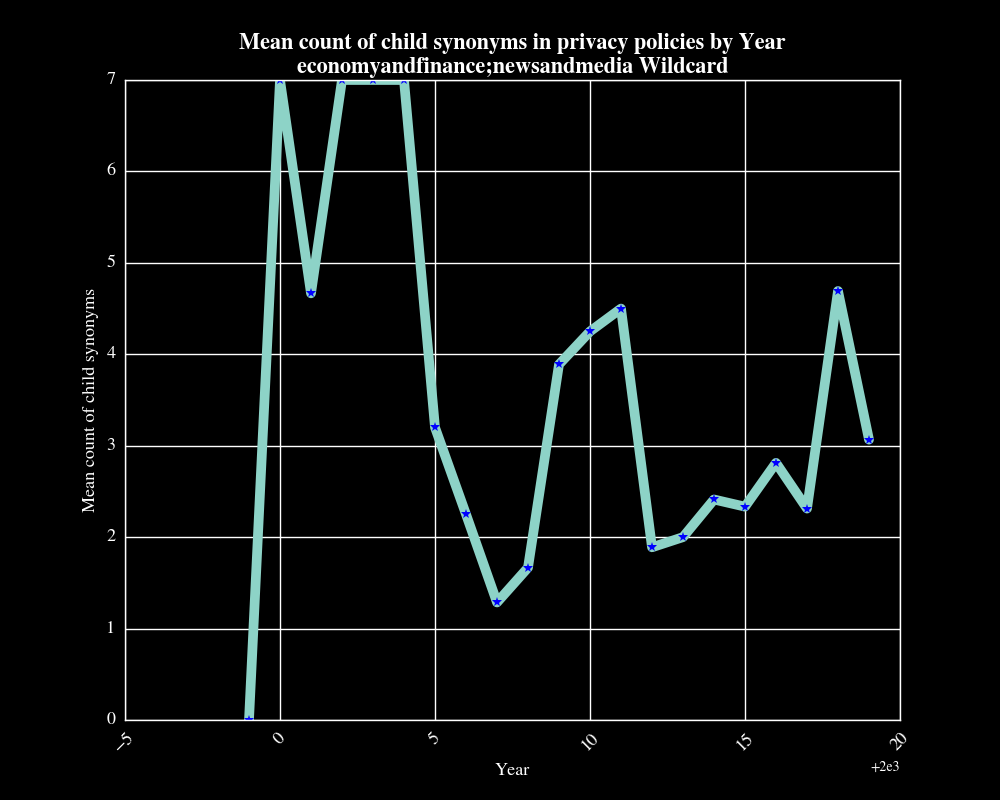 Mean count of child synonyms in privacy policies by Year
economyandfinance;newsandmedia Wildcard
7
6
5
4
3
2
1
0
Mean count of child synonyms
−5
0
5
10
15
20
Year
+2e3